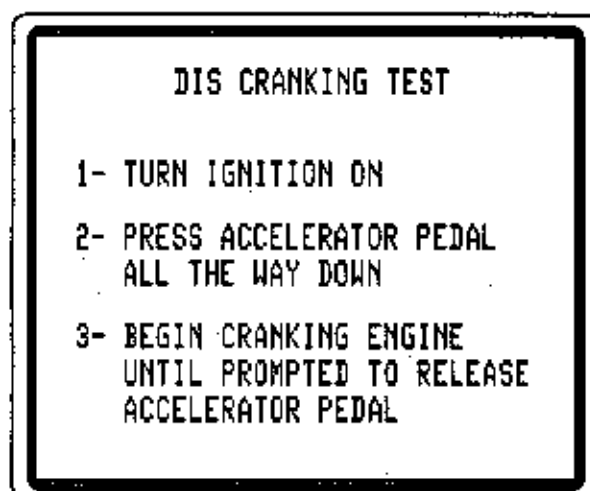 DIS CRANKING TEST
1- TURN IGNITION ON
2- PRESS ACCELERATOR PEDAL
ALL THE WAY DOWN
3- BEGIN CRANKING ENGINE
UNTIL PROMPTED TO RELEASE
ACCELERATOR PEDAL